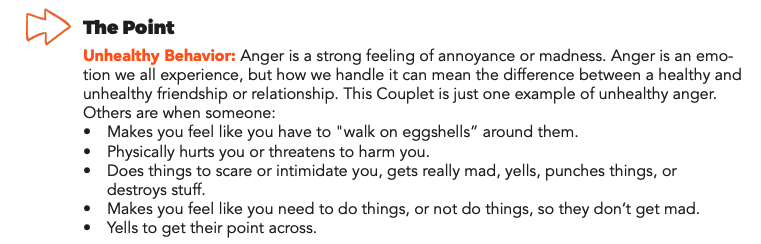 The Point
Unhealthy Behavior: Anger is a strong feeling of annoyance or madness. Anger is an emo-
tion we all experience, but how we handle it can mean the difference between a healthy and
unhealthy friendship or relationship. This Couplet is just one example of unhealthy anger.
Others are when someone:
• Makes you feel like you have to "walk on eggshells” around them.
• Physically hurts you or threatens to harm you.
• Does things to scare or intimidate you, gets really mad, yells, punches things, or
destroys stuff.
• Makes you feel like you need to do things, or not do things, so they don’t get mad.
• Yells to get their point across.